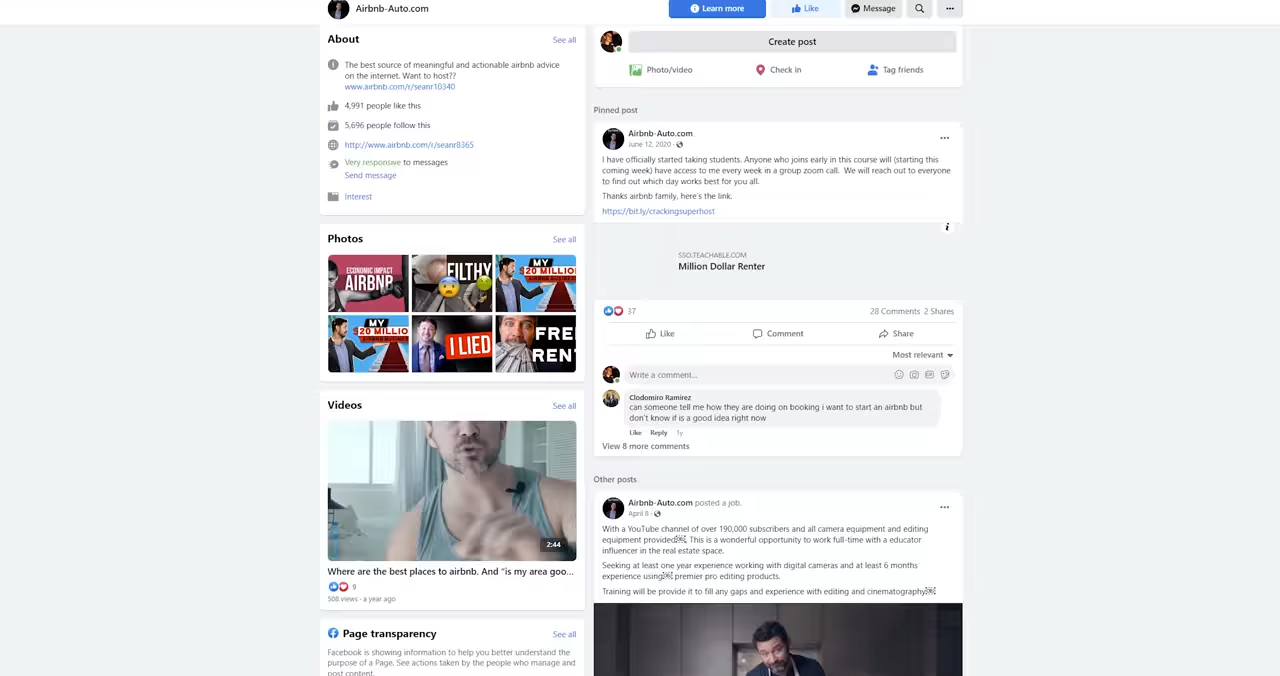 Airbnb-Auto.com
Learn more
Like
Message
About
See all
The best source of meaningful and actionable airbnb advice
on the internet. Want to host??
www.airbnb.com/r/seanr10340
4,991 people like this
5,696 people follow this
http://www.airbnb.com/r/seanr8365
Very responsive to messages
Send message
Interest
Photos
See all
ECONOMIC IMPACT
AIRBNB
FILTHY
MY
$20 MILLIO
MY
20 MILLIO
I LIED
FREE
RENT
Videos
See all
2:44
Where are the best places to airbnb. And "is my area goo...
9
508 views · a year ago
Page transparency
See all
Facebook is showing information to help you better understand the
purpose of a Page. See actions taken by the people who manage and
post content.
Create post
Photo/video
Check in
Tag friends
Pinned post
Airbnb-Auto.com
June 12, 2020 ·
I have officially started taking students. Anyone who joins early in this course will (starting this
coming week) have access to me every week in a group zoom call. We will reach out to everyone
to find out which day works best for you all.
Thanks airbnb family, here's the link.
https://bit.ly/crackingsuperhost
SSO.TEACHABLE.COM
Million Dollar Renter
37
28 Comments 2 Shares
Like
Comment
Share
Most relevant
Write a comment...
Clodomiro Ramirez
can someone tell me how they are doing on booking i want to start an airbnb but
don't know if is a good idea right now
Like Reply 1y
View 8 more comments
Other posts
Airbnb-Auto.com posted a job.
April 8 ·
With a YouTube channel of over 190,000 subscribers and all camera equipment and editing
equipment provided. This is a wonderful opportunity to work full-time with a educator
influencer in the real estate space.
Seeking at least one year experience working with digital cameras and at least 6 months
experience using premier pro editing products.
Training will be provide it to fill any gaps and experience with editing and cinematography